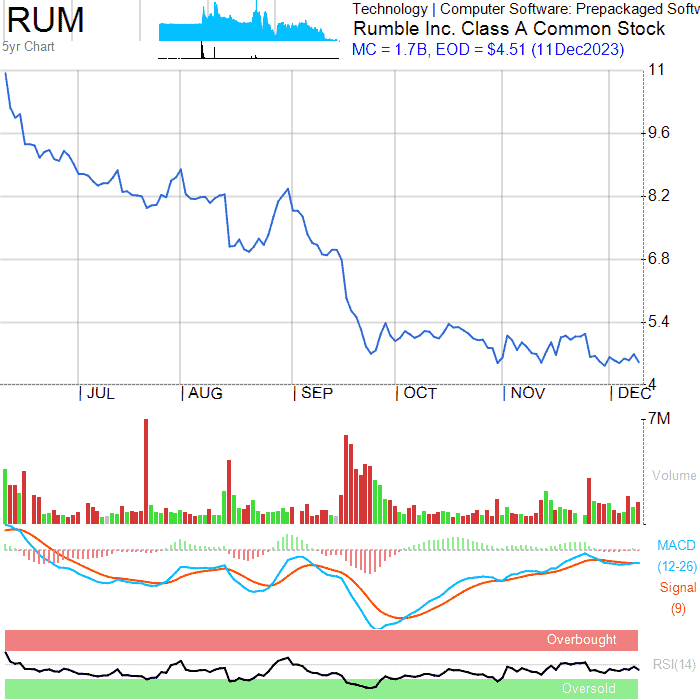 RUM
5yr Chart
Technology | Computer Software: Prepackaged Softw
Rumble Inc. Class A Common Stock
MC = 1.7B, EOD = $4.51 (11Dec2023)
11
9.6
8.2
6.8
5.4
4
JUL AUG SEP OCT NOV DEC
7M
Volume
MACD
(12-26)
Signal
(9)
Overbought
RSI(14)
Oversold